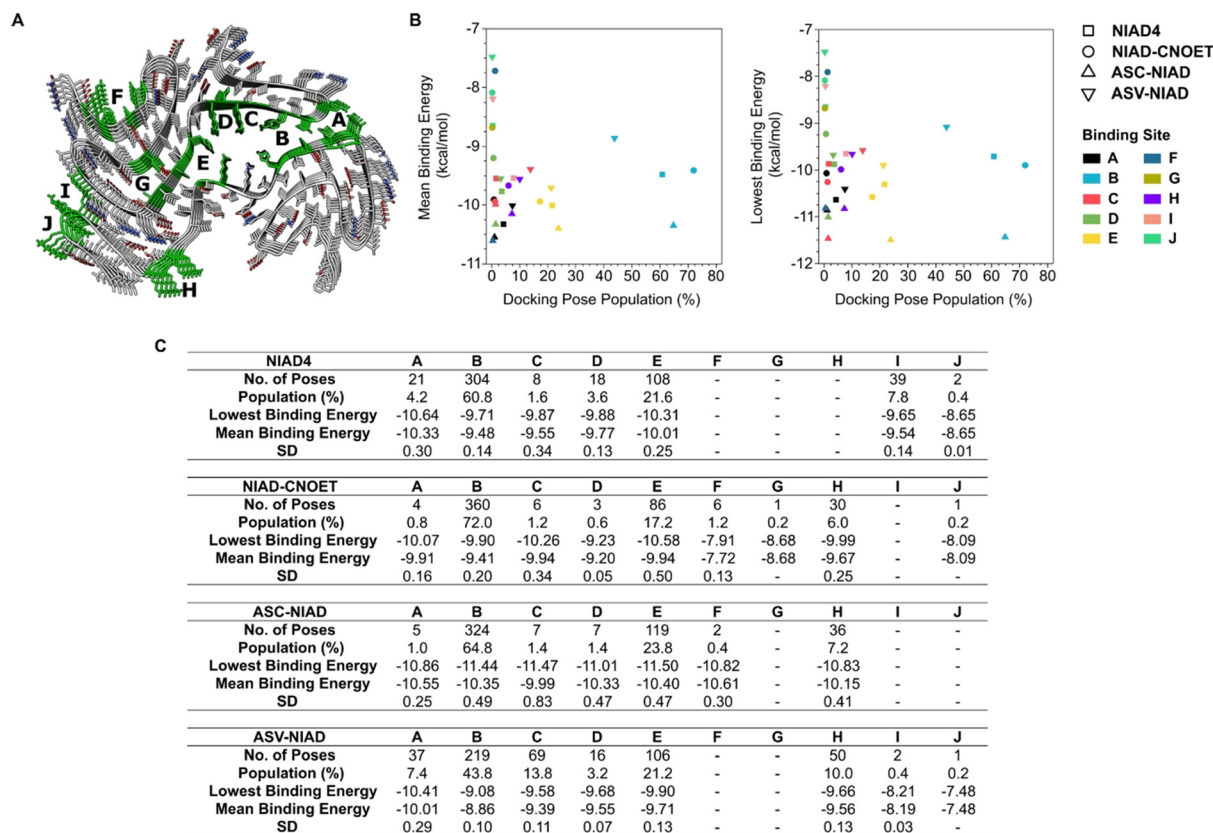 A
F
D
C
B
A
E
G
I
J
H
B
-7
-8
-9
-10
-11
0 10 20 30 40 50 60 70 80
Mean Binding Energy
(kcal/mol)
Docking Pose Population (%)
-7
-8
-9
-10
-11
-12
0 10 20 30 40 50 60 70 80
Lowest Binding Energy
(kcal/mol)
Docking Pose Population (%)
NIAD4
NIAD-CNOET
ASC-NIAD
ASV-NIAD
Binding Site
A F
B G
C H
D I
E J
C
NIAD4 A B C D E F G H I J
No. of Poses 21 304 8 18 108 - - - 39 2
Population (%) 4.2 60.8 1.6 3.6 21.6 - - - 7.8 0.4
Lowest Binding Energy -10.64 -9.71 -9.87 -9.88 -10.31 - - - -9.65 -8.65
Mean Binding Energy -10.33 -9.48 -9.55 -9.77 -10.01 - - - -9.54 -8.65
SD 0.30 0.14 0.34 0.13 0.25 - - - 0.14 0.01
NIAD-CNOET A B C D E F G H I J
No. of Poses 4 360 6 3 86 6 1 30 - 1
Population (%) 0.8 72.0 1.2 0.6 17.2 1.2 0.2 6.0 - 0.2
Lowest Binding Energy -10.07 -9.90 -10.26 -9.23 -10.58 -7.91 -8.68 -9.99 - -8.09
Mean Binding Energy -9.91 -9.41 -9.94 -9.20 -9.94 -7.72 -8.68 -9.67 - -8.09
SD 0.16 0.20 0.34 0.05 0.50 0.13 - 0.25 - -
ASC-NIAD A B C D E F G H I J
No. of Poses 5 324 7 7 119 2 - 36 - -
Population (%) 1.0 64.8 1.4 1.4 23.8 0.4 - 7.2 - -
Lowest Binding Energy -10.86 -11.44 -11.47 -11.01 -11.50 -10.82 - -10.83 - -
Mean Binding Energy -10.55 -10.35 -9.99 -10.33 -10.40 -10.61 - -10.15 - -
SD 0.25 0.49 0.83 0.47 0.47 0.30 - 0.41 - -
ASV-NIAD A B C D E F G H I J
No. of Poses 37 219 69 16 106 - - 50 2 1
Population (%) 7.4 43.8 13.8 3.2 21.2 - - 10.0 0.4 0.2
Lowest Binding Energy -10.41 -9.08 -9.58 -9.68 -9.90 - - -9.66 -8.21 -7.48
Mean Binding Energy -10.01 -8.86 -9.39 -9.55 -9.71 - - -9.56 -8.19 -7.48
SD 0.29 0.10 0.11 0.07 0.13 - - 0.13 0.03 -